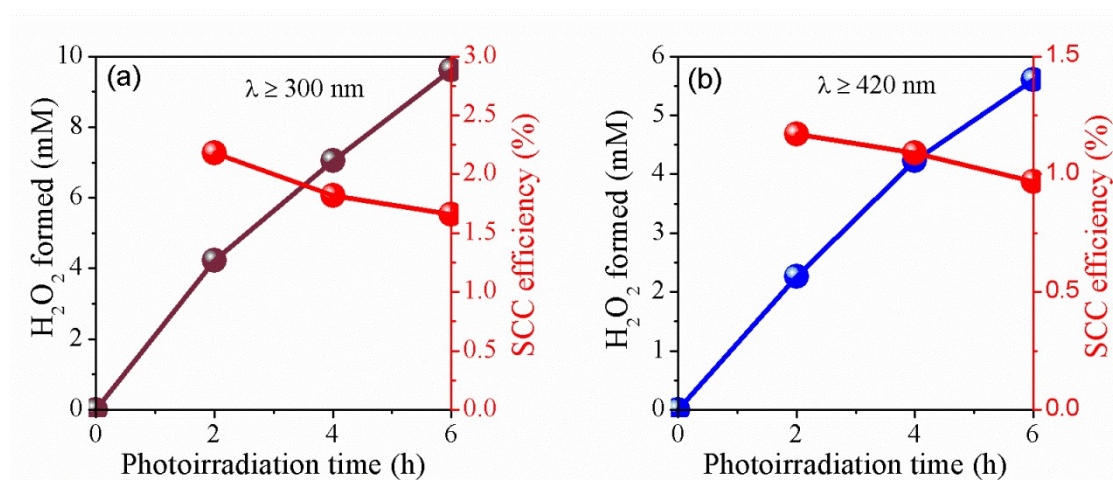 (a)
λ ≥ 300 nm
H₂O₂ formed (mM)
10
8
6
4
2
0
SCC efficiency (%)
3.0
2.5
2.0
1.5
1.0
0.5
0.0
0 2 4 6
Photoirradiation time (h)
(b)
λ ≥ 420 nm
H₂O₂ formed (mM)
6
5
4
3
2
1
0
SCC efficiency (%)
1.5
1.0
0.5
0.0
0 2 4 6
Photoirradiation time (h)